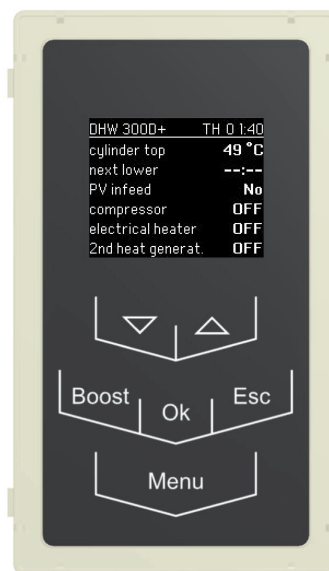 DHW 300D+ TH 01:40
cylinder top 49 °C
next lower --:--
PV infeed No
compressor OFF
electrical heater OFF
2nd heat generat. OFF
Boost Ok Esc
Menu